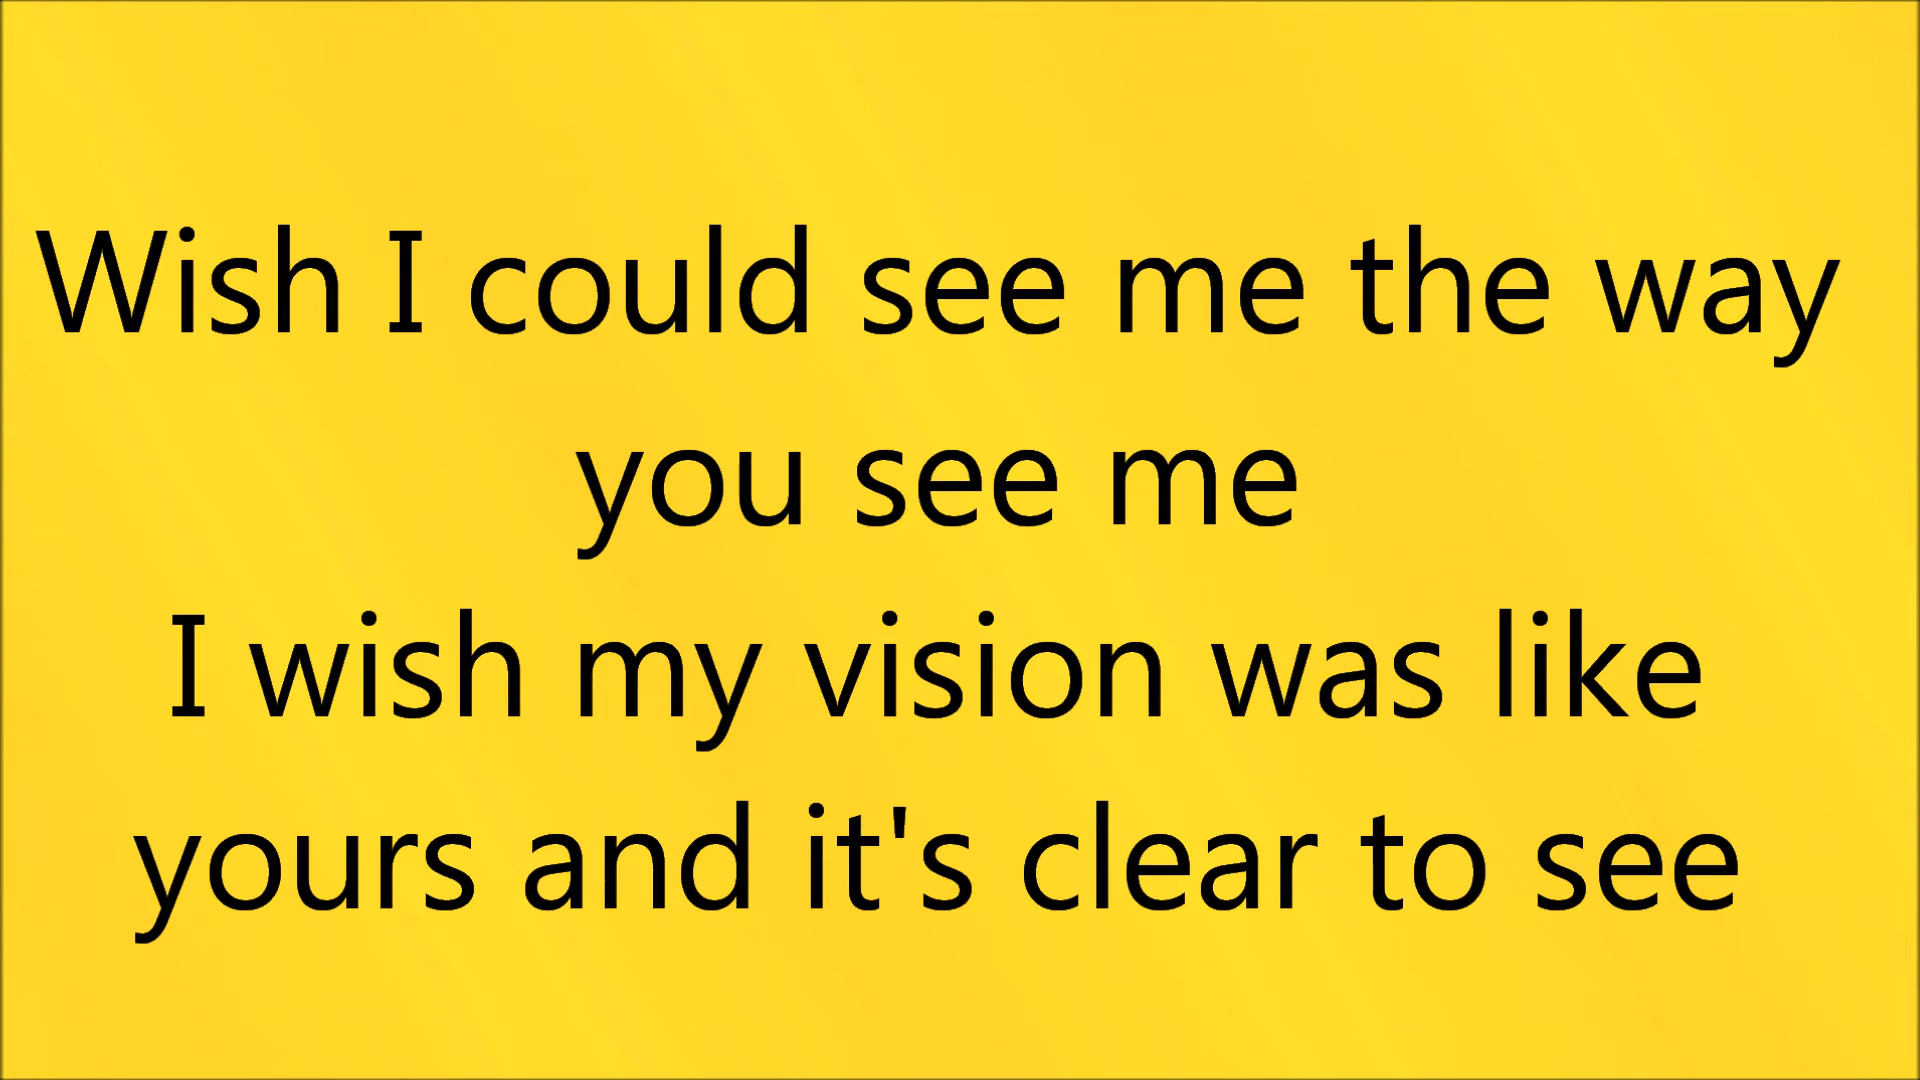 Wish I could see me the way
you see me
I wish my vision was like
yours and it's clear to see